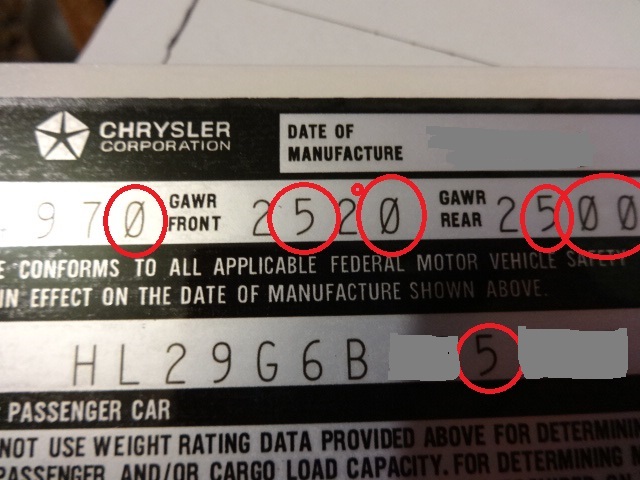 CHRYSLER CORPORATION
DATE OF MANUFACTURE
970 GAWR FRONT 2520 GAWR REAR 2500
E CONFORMS TO ALL APPLICABLE FEDERAL MOTOR VEHICLE SAFETY
IN EFFECT ON THE DATE OF MANUFACTURE SHOWN ABOVE.
HL29G6B 5
PASSENGER CAR
NOT USE WEIGHT RATING DATA PROVIDED ABOVE FOR DETERMINING
PASSENGER AND/OR CARGO LOAD CAPACITY. FOR DETERMINING